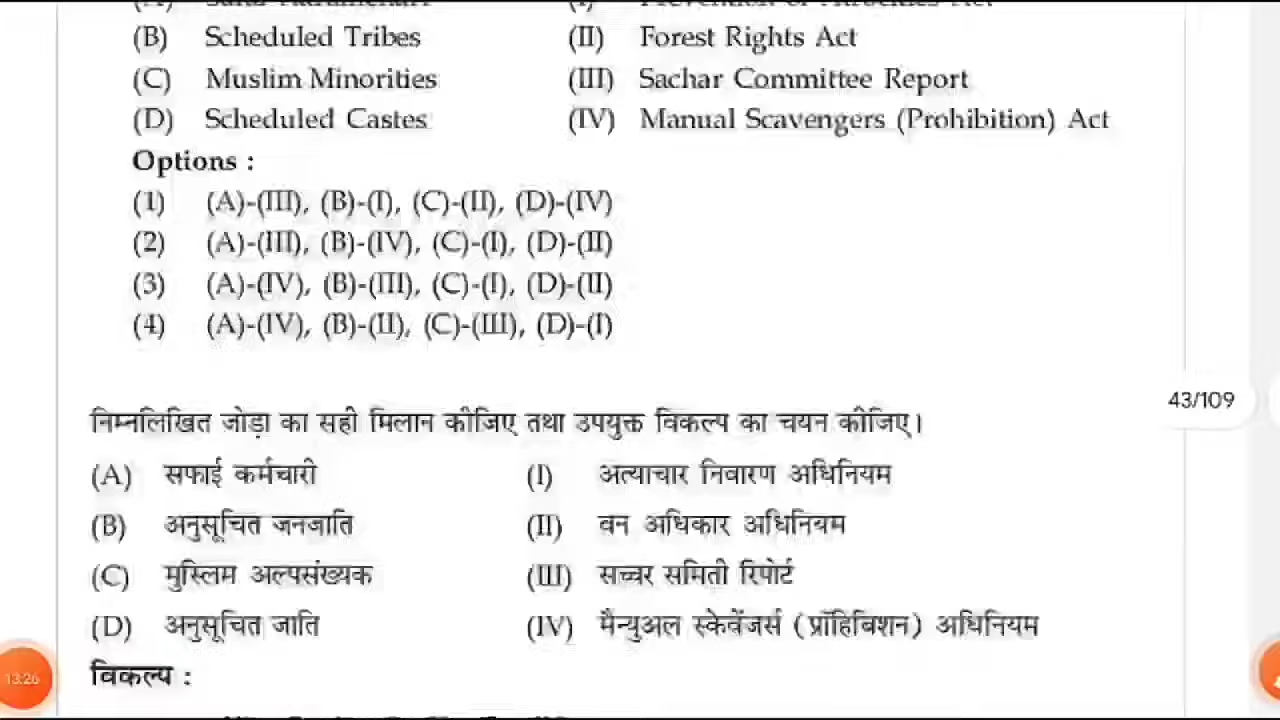 (B) Scheduled Tribes (II) Forest Rights Act
(C) Muslim Minorities (III) Sachar Committee Report
(D) Scheduled Castes (IV) Manual Scavengers (Prohibition) Act
Options :
(1) (A)-(III), (B)-(I), (C)-(II), (D)-(IV)
(2) (A)-(III), (B)-(IV), (C)-(I), (D)-(II)
(3) (A)-(IV), (B)-(III), (C)-(I), (D)-(II)
(4) (A)-(IV), (B)-(II), (C)-(III), (D)-(I)
43/109
निम्नलिखित जोड़ा का सही मिलान कीजिए तथा उपयुक्त विकल्प का चयन कीजिए।
(A) सफाई कर्मचारी (I) अत्याचार निवारण अधिनियम
(B) अनुसूचित जनजाति (II) वन अधिकार अधिनियम
(C) मुस्लिम अल्पसंख्यक (III) सच्चर समिती रिपोर्ट
(D) अनुसूचित जाति (IV) मैन्युअल स्केवेंजर्स (प्रॉहिबिशन) अधिनियम
13:26
विकल्प :